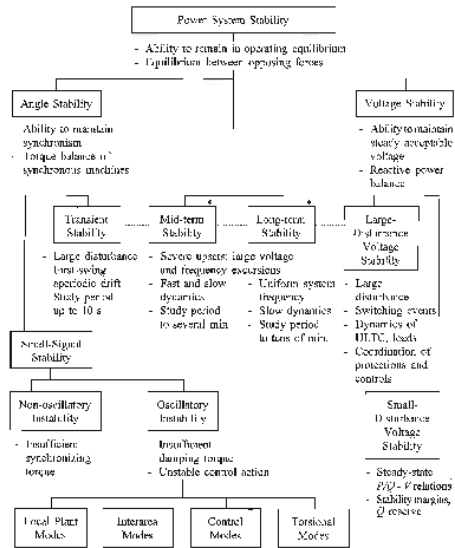 Power System Stability
- Ability to remain in operating equilibrium
- Equilibrium between opposing forces
Angle Stability
Voltage Stability
Ability to maintain
synchronism
- Torque balance of
synchronous machines
- Ability to maintain
steady acceptable
voltage
- Reactive power
balance
Transient
Stability
Mid-term
Stability
Long-term
Stability
Large-
Disturbance
Voltage
Stability
- Large disturbance
First-swing
aperiodic drift
Study period
up to 10 s
- Severe upsets: large voltage
and frequency excursions
- Fast and slow
dynamics
- Study period
to several min
- Uniform system
frequency
- Slow dynamics
- Study period
to tens of min.
- Large
disturbance
- Switching events
- Dynamics of
ULTC, loads
- Coordination of
protections and
controls
Small-Signal
Stability
Non-oscillatory
Instability
Oscillatory
Instability
Small-
Disturbance
Voltage
Stability
- Insufficient
synchronizing
torque
Insufficient
damping torque
- Unstable control action
- Steady-state
P/Q - V relations
- Stability margins,
Q reserve
Local Plant
Modes
Interarea
Modes
Control
Modes
Torsional
Modes